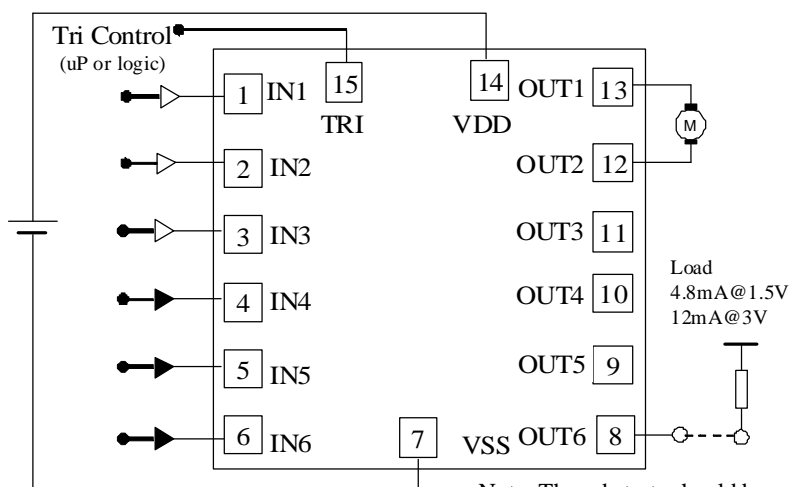 Tri Control
(uP or logic)
1 IN1
15
TRI
14
VDD
OUT1 13
M
2 IN2
OUT2 12
3 IN3
OUT3 11
Load
4.8mA@1.5V
12mA@3V
4 IN4
OUT4 10
5 IN5
OUT5 9
6 IN6
7
VSS
OUT6 8